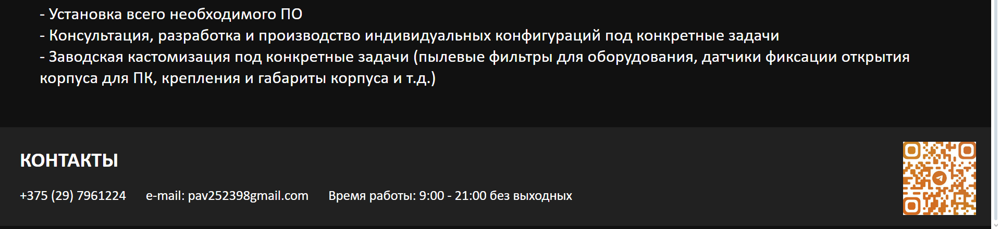 - Установка всего необходимого ПО
- Консультация, разработка и производство индивидуальных конфигураций под конкретные задачи
- Заводская кастомизация под конкретные задачи (пылевые фильтры для оборудования, датчики фиксации открытия
корпуса для ПК, крепления и габариты корпуса и т.д.)
КОНТАКТЫ
+375 (29) 7961224 e-mail: pav252398gmail.com Время работы: 9:00 - 21:00 без выходных